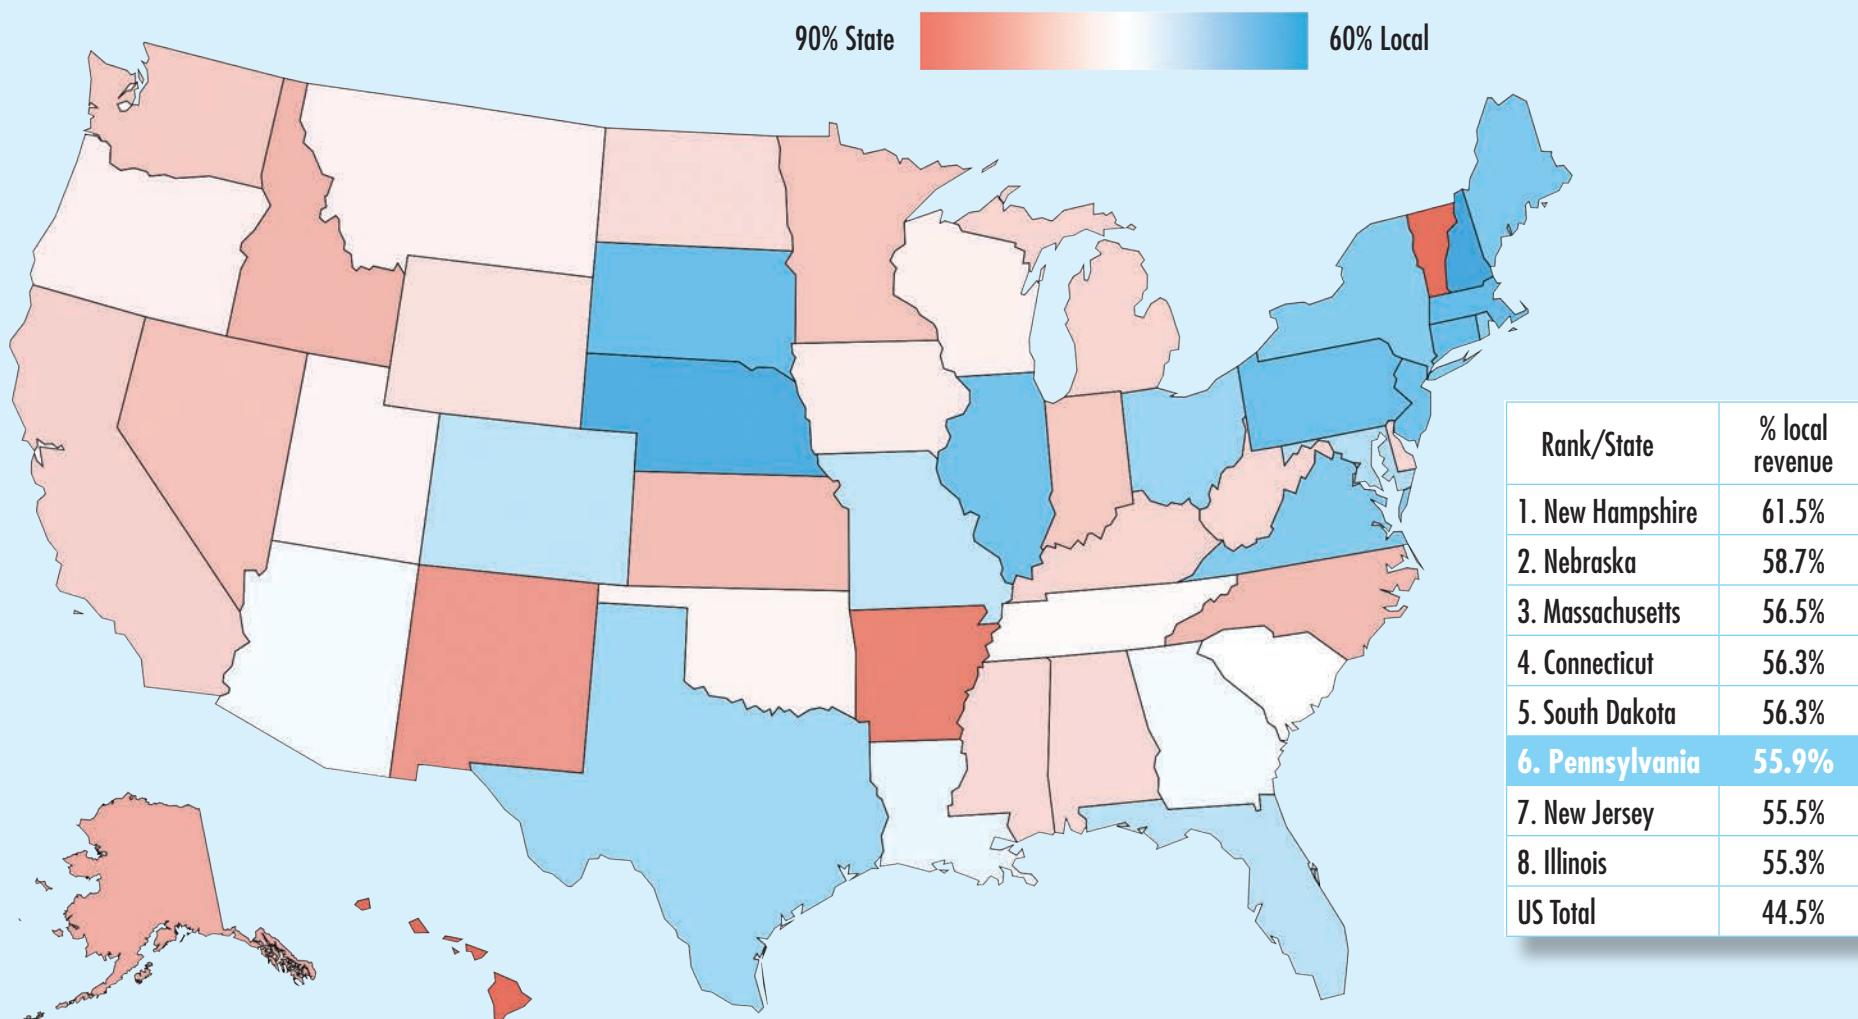 90% State
60% Local
Rank/State % local revenue
1. New Hampshire 61.5%
2. Nebraska 58.7%
3. Massachusetts 56.5%
4. Connecticut 56.3%
5. South Dakota 56.3%
6. Pennsylvania 55.9%
7. New Jersey 55.5%
8. Illinois 55.3%
US Total 44.5%